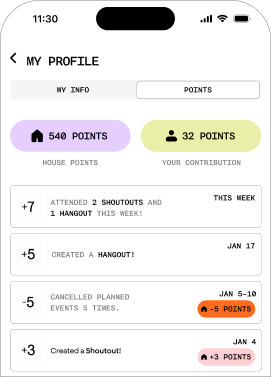 11:30
MY PROFILE
MY INFO
POINTS
540 POINTS
32 POINTS
HOUSE POINTS
YOUR CONTRIBUTION
+7
ATTENDED 2 SHOUTOUTS AND
1 HANGOUT THIS WEEK!
THIS WEEK
+5
CREATED A HANGOUT!
JAN 17
-5
CANCELLED PLANNED
EVENTS 5 TIMES.
JAN 5-10
-5 POINTS
+3
Created a Shoutout!
JAN 4
+3 POINTS